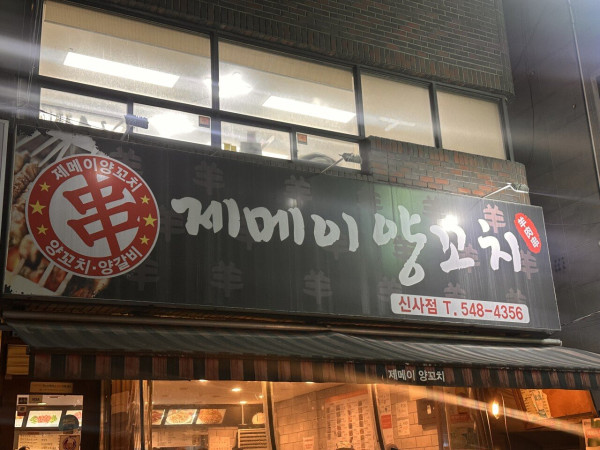 제메이양꼬치
串
양꼬치·양갈비
제메이 양꼬치
신사점 T. 548-4356
제메이 양꼬치